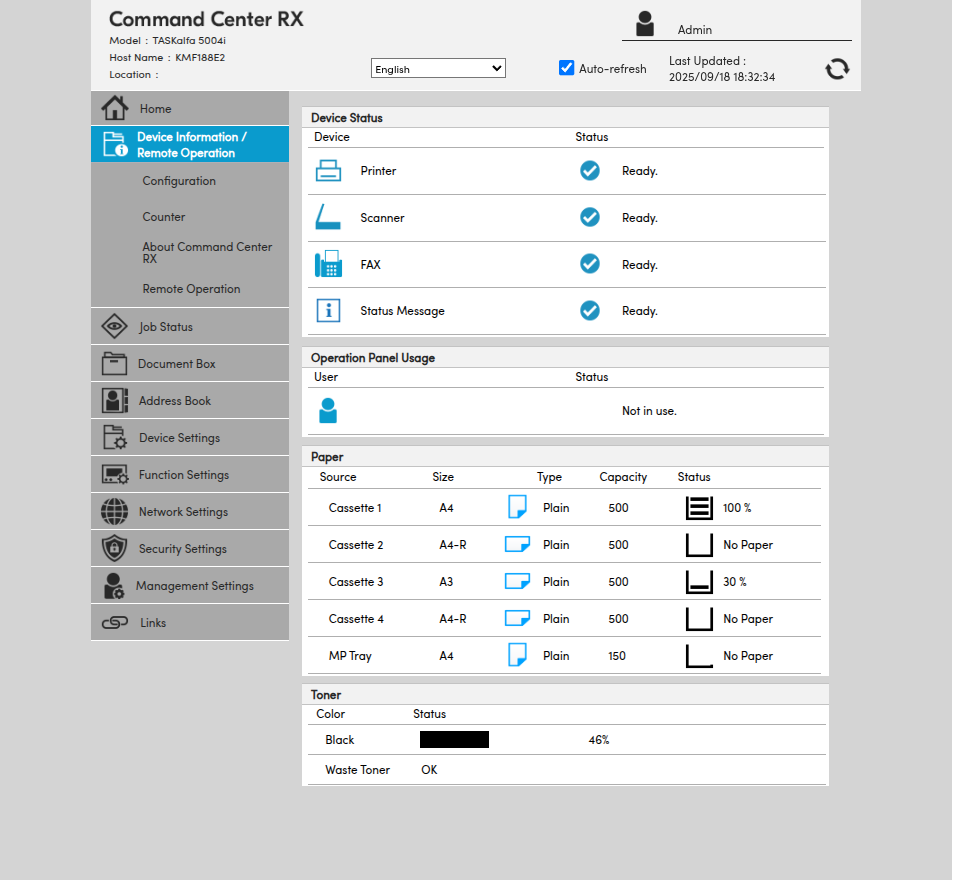 Command Center RX
Model : TASKalfa 5004i
Host Name : KMF188E2
Location :
English
Auto-refresh
Admin
Last Updated :
2025/09/18 18:32:34
Home
Device Information /
Remote Operation
Configuration
Counter
About Command Center
RX
Remote Operation
Job Status
Document Box
Address Book
Device Settings
Function Settings
Network Settings
Security Settings
Management Settings
Links
Device Status
Device Status
Printer Ready.
Scanner Ready.
FAX Ready.
Status Message Ready.
Operation Panel Usage
User Status
Not in use.
Paper
Source Size Type Capacity Status
Cassette 1 A4 Plain 500 100 %
Cassette 2 A4-R Plain 500 No Paper
Cassette 3 A3 Plain 500 30 %
Cassette 4 A4-R Plain 500 No Paper
MP Tray A4 Plain 150 No Paper
Toner
Color Status
Black 46%
Waste Toner OK